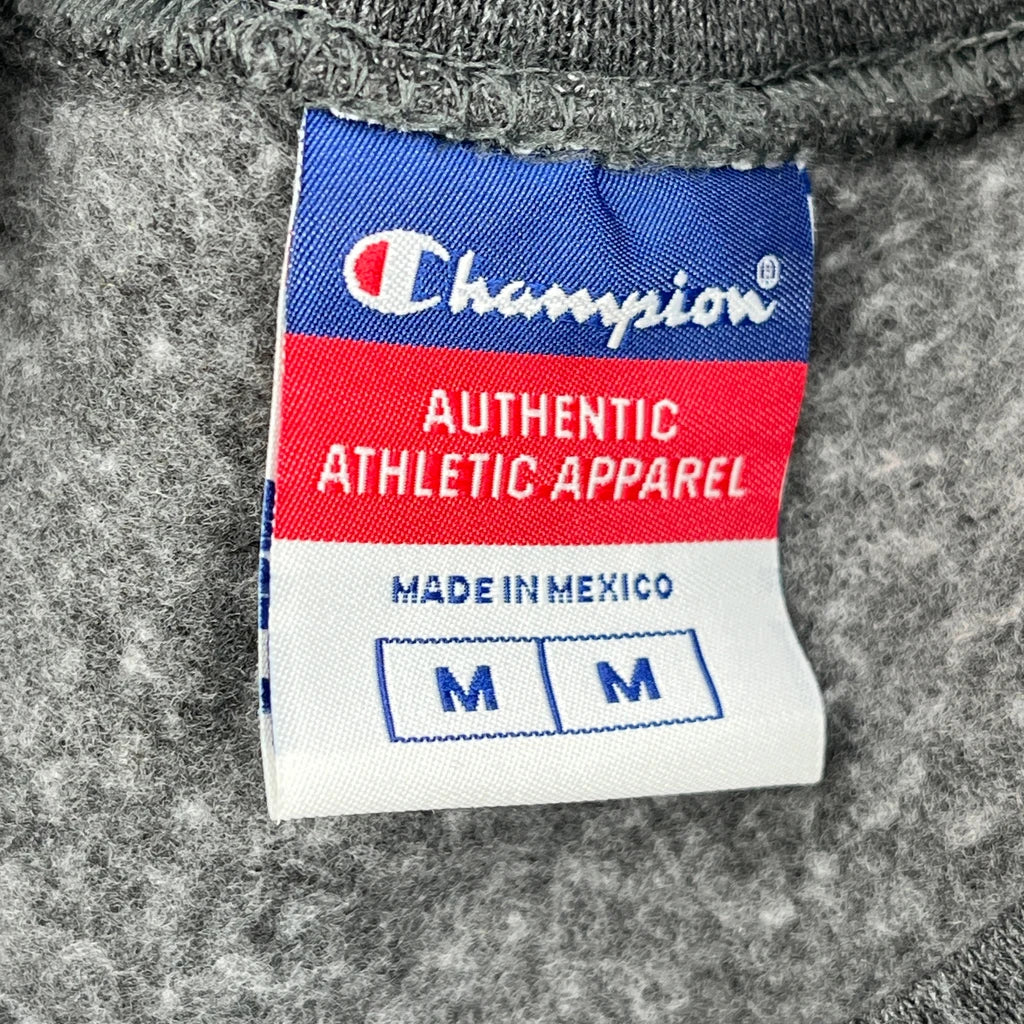 Champion®
AUTHENTIC
ATHLETIC APPAREL
MADE IN MEXICO
M M